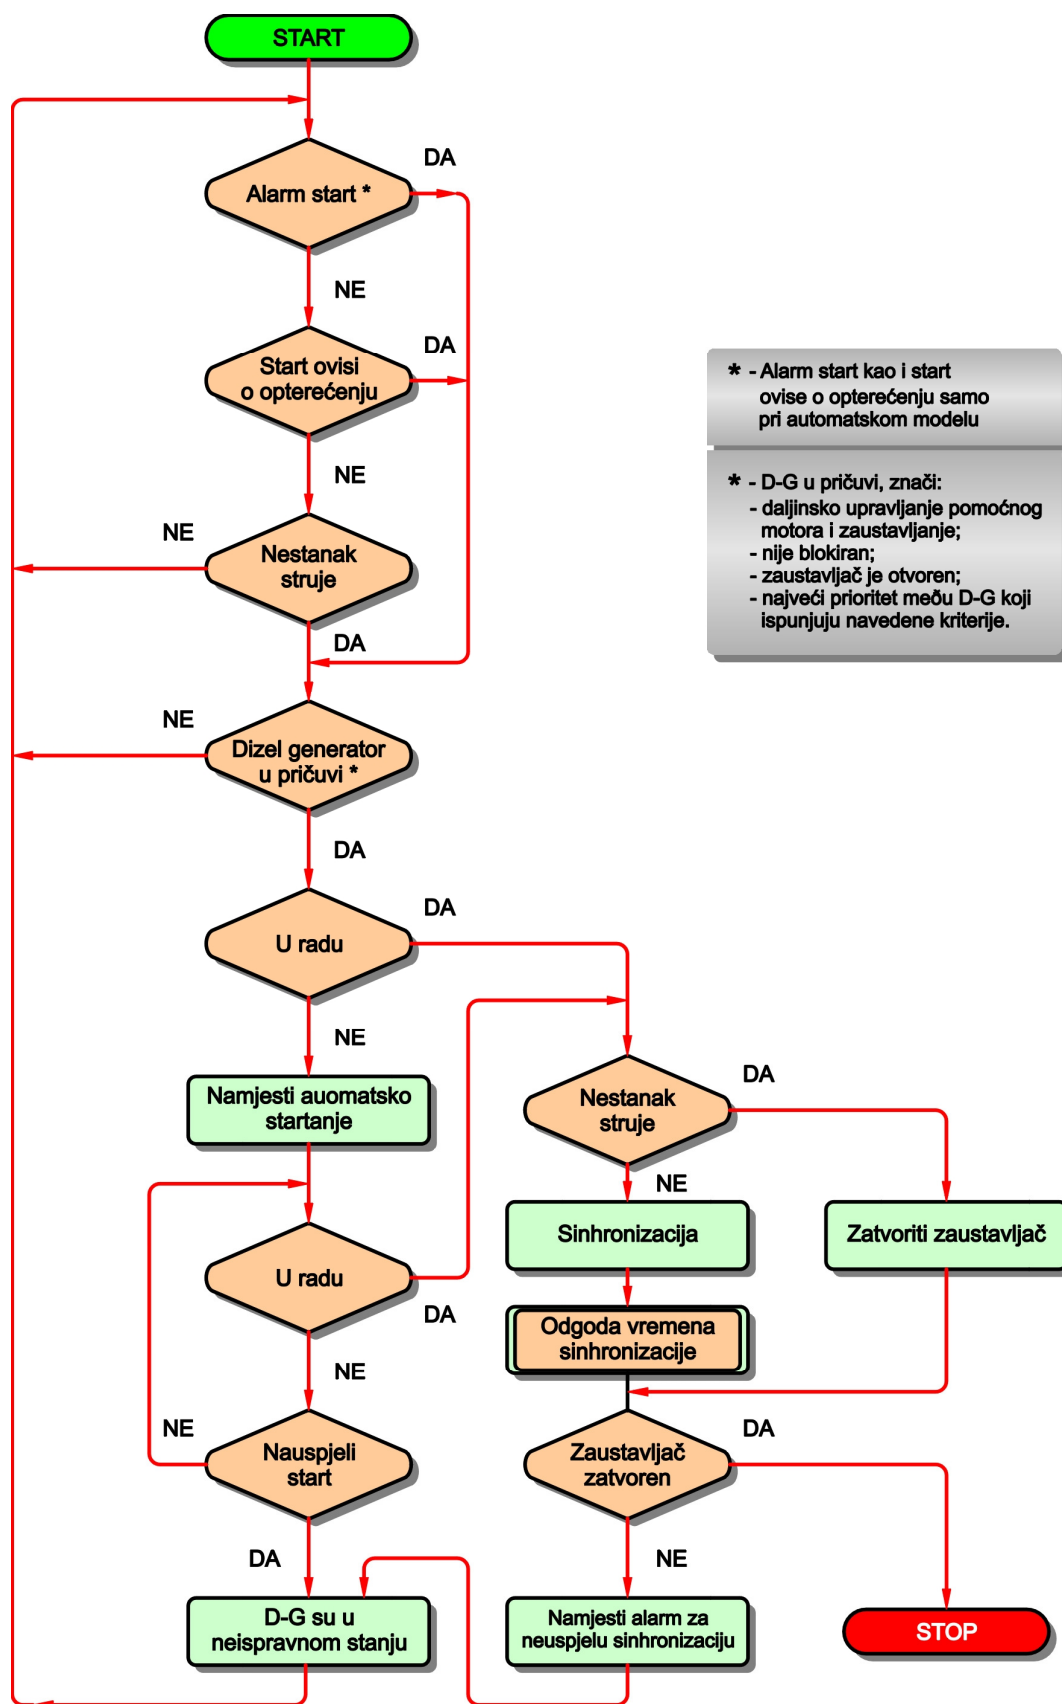 START
Alarm start *
DA
NE
Start ovisi
o opterećenju
DA
NE
Nestanak
struje
NE
DA
Dizel generator
u pričuvi *
NE
DA
U radu
DA
NE
Namjesti auomatsko
startanje
U radu
DA
NE
Nauspjeli
start
NE
DA
D-G su u
neispravnom stanju
Nestanak
struje
DA
NE
Sinhronizacija
Zatvoriti zaustavljač
Odgoda vremena
sinhronizacije
Zaustavljač
zatvoren
DA
NE
Namjesti alarm za
neuspjelu sinhronizaciju
STOP
* - Alarm start kao i start
ovise o opterećenju samo
pri automatskom modelu
* - D-G u pričuvi, znači:
- daljinsko upravljanje pomoćnog
motora i zaustavljanje;
- nije blokiran;
- zaustavljač je otvoren;
- najveći prioritet meðu D-G koji
ispunjuju navedene kriterije.